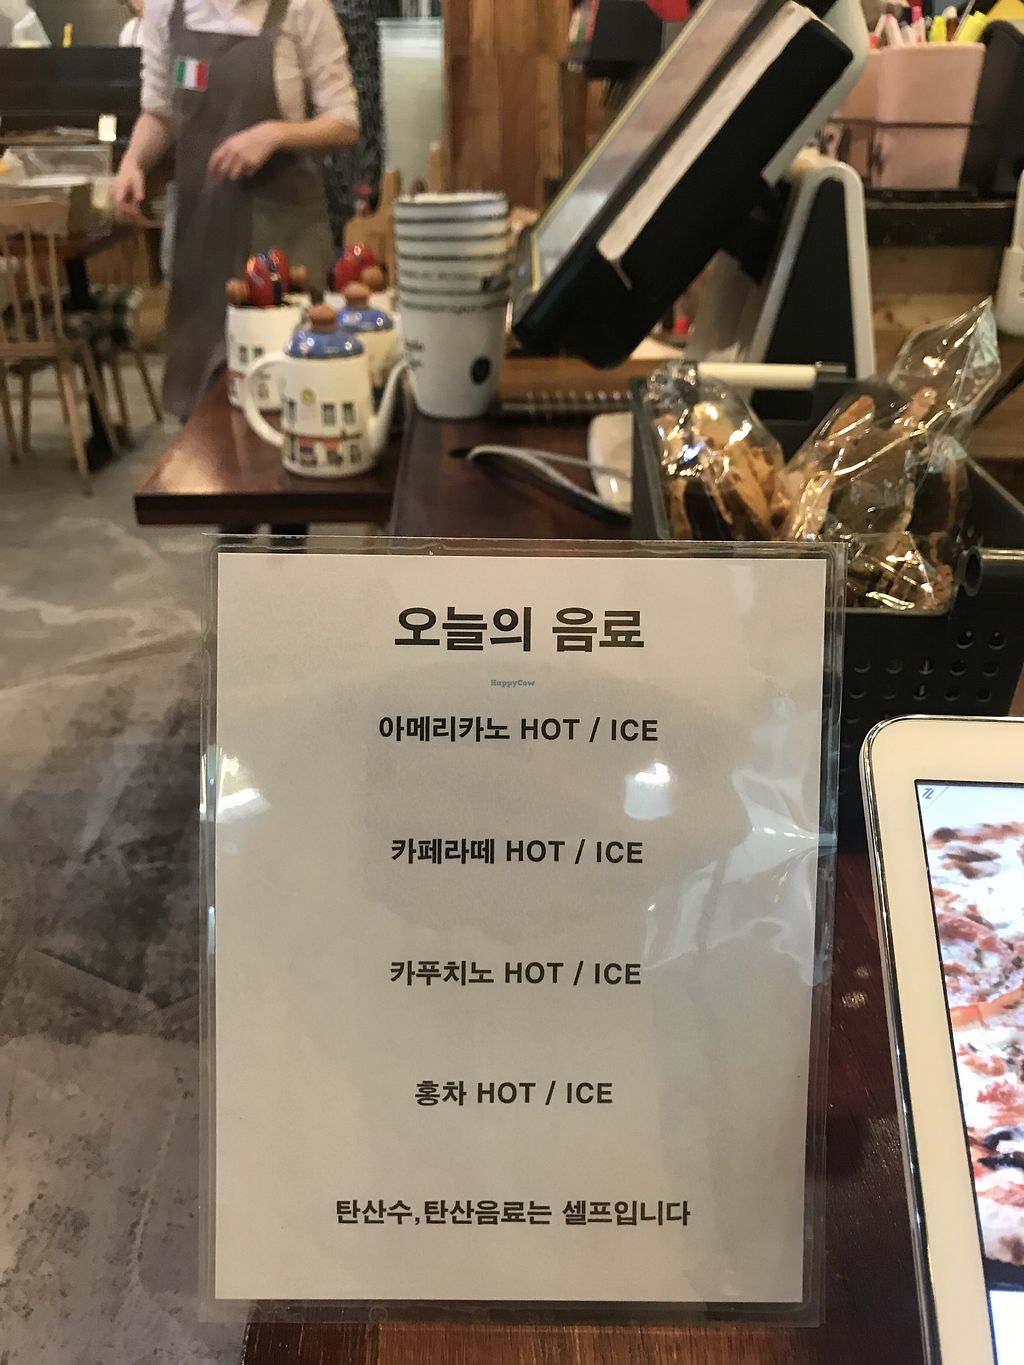 오늘의 음료
HappyCow
아메리카노 HOT / ICE
카페라떼 HOT / ICE
카푸치노 HOT / ICE
홍차 HOT / ICE
탄산수,탄산음료는 셀프입니다